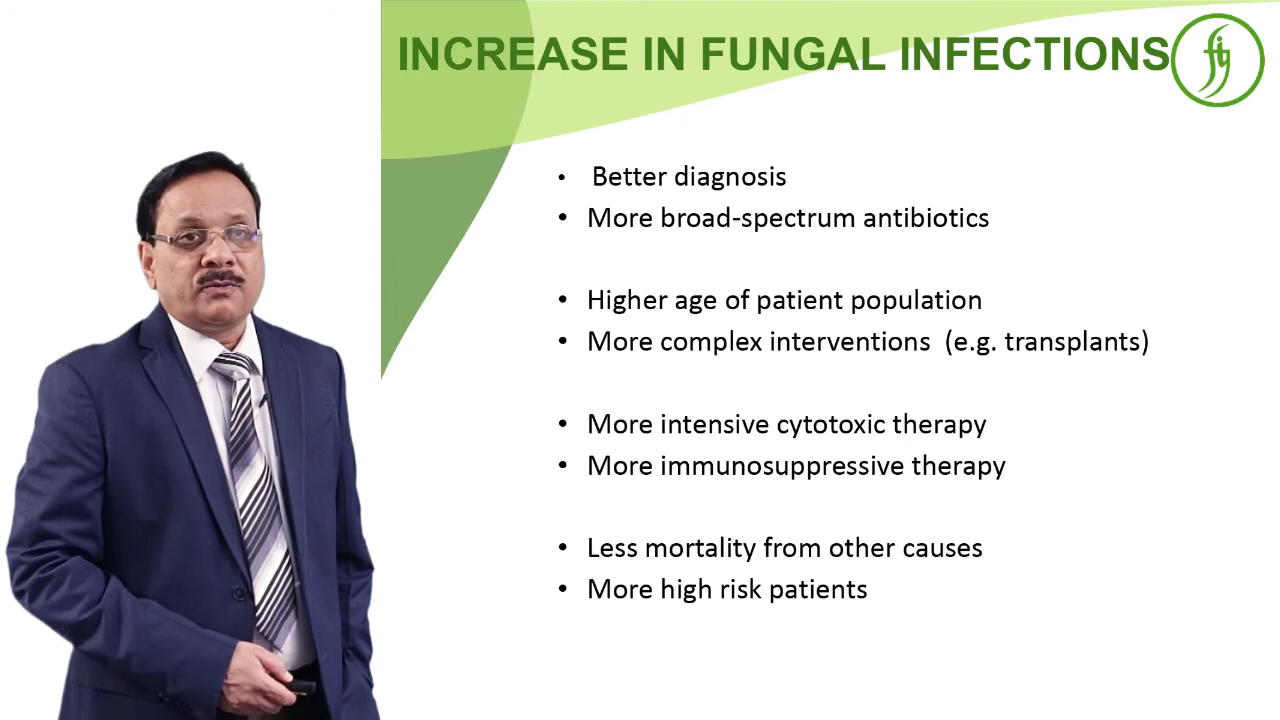 INCREASE IN FUNGAL INFECTIONS
• Better diagnosis
• More broad-spectrum antibiotics
• Higher age of patient population
• More complex interventions (e.g. transplants)
• More intensive cytotoxic therapy
• More immunosuppressive therapy
• Less mortality from other causes
• More high risk patients